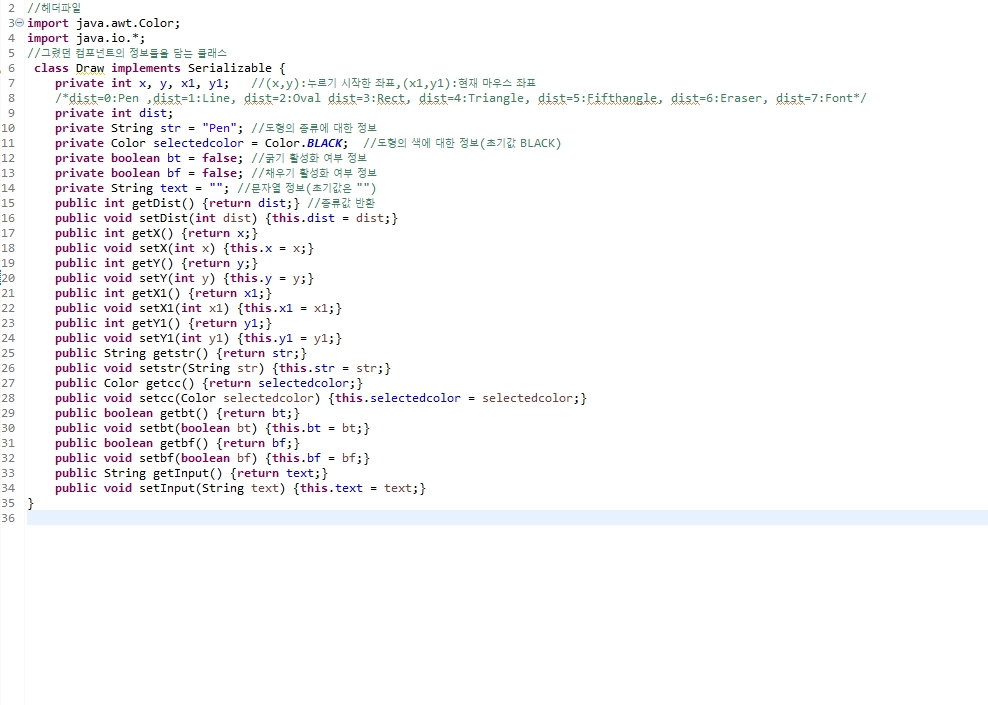 2 //헤더파일
3 import java.awt.Color;
4 import java.io.*;
5 //그렸던 컴포넌트의 정보들을 담는 클래스
6 class Draw implements Serializable {
7 private int x, y, x1, y1; //(x,y):누르기 시작한 좌표,(x1,y1):현재 마우스 좌표
8 /*dist=0:Pen ,dist=1:Line, dist=2:Oval dist=3:Rect, dist=4:Triangle, dist=5:Fifthangle, dist=6:Eraser, dist=7:Font*/
9 private int dist;
10 private String str = "Pen"; //도형의 종류에 대한 정보
11 private Color selectedcolor = Color.BLACK; //도형의 색에 대한 정보(초기값 BLACK)
12 private boolean bt = false; //굵기 활성화 여부 정보
13 private boolean bf = false; //채우기 활성화 여부 정보
14 private String text = ""; //문자열 정보(초기값은 "")
15 public int getDist() {return dist;} //종류값 반환
16 public void setDist(int dist) {this.dist = dist;}
17 public int getX() {return x;}
18 public void setX(int x) {this.x = x;}
19 public int getY() {return y;}
20 public void setY(int y) {this.y = y;}
21 public int getX1() {return x1;}
22 public void setX1(int x1) {this.x1 = x1;}
23 public int getY1() {return y1;}
24 public void setY1(int y1) {this.y1 = y1;}
25 public String getstr() {return str;}
26 public void setstr(String str) {this.str = str;}
27 public Color getcc() {return selectedcolor;}
28 public void setcc(Color selectedcolor) {this.selectedcolor = selectedcolor;}
29 public boolean getbt() {return bt;}
30 public void setbt(boolean bt) {this.bt = bt;}
31 public boolean getbf() {return bf;}
32 public void setbf(boolean bf) {this.bf = bf;}
33 public String getInput() {return text;}
34 public void setInput(String text) {this.text = text;}
35 }
36